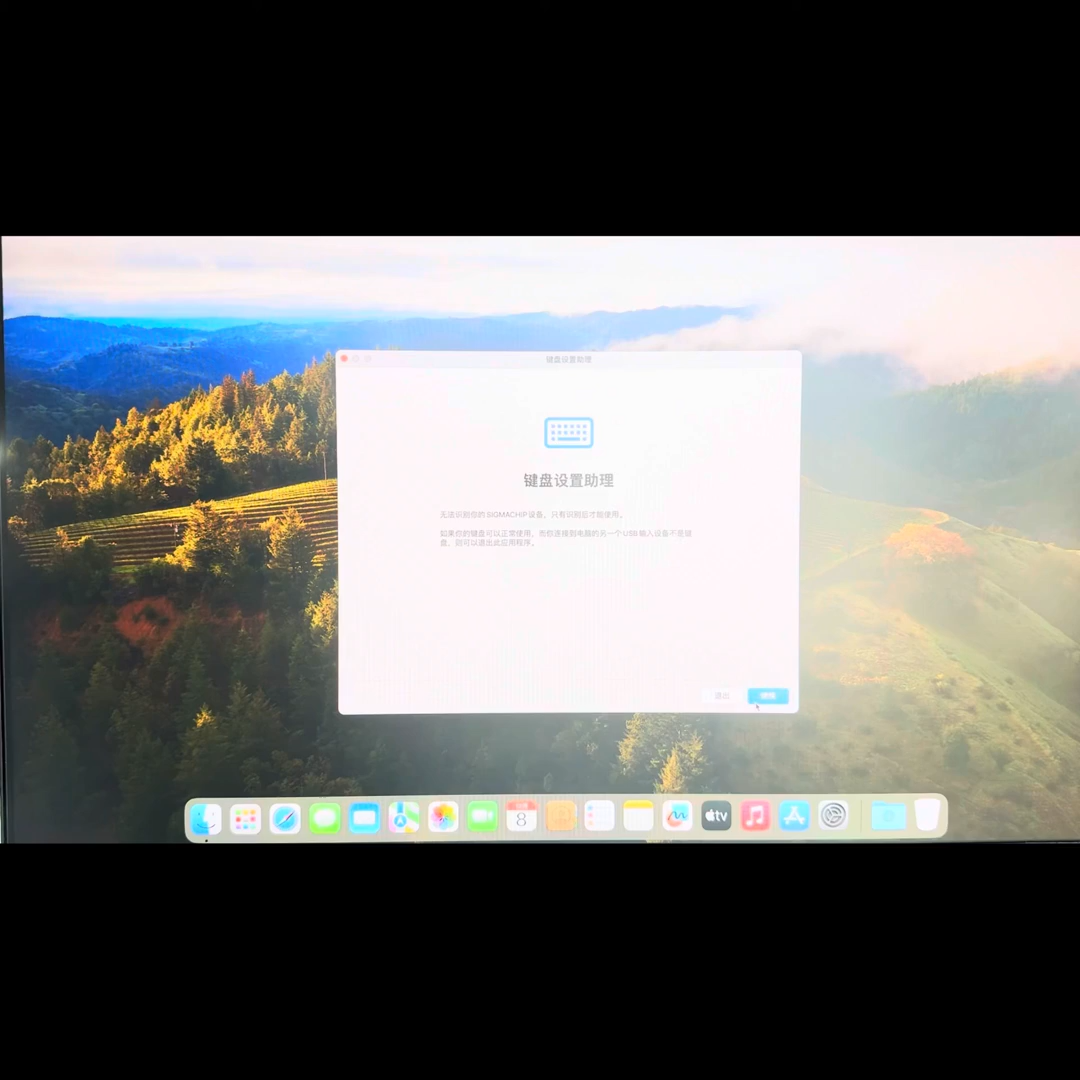 键盘设置助理
键盘设置助理
无法识别你的 SIGMACHIP 设备，只有识别后才能使用。
如果你的键盘可以正常使用，而你连接到电脑的另一个 USB 输入设备不是键
盘，则可以退出此应用程序。
退出
继续
8
tv